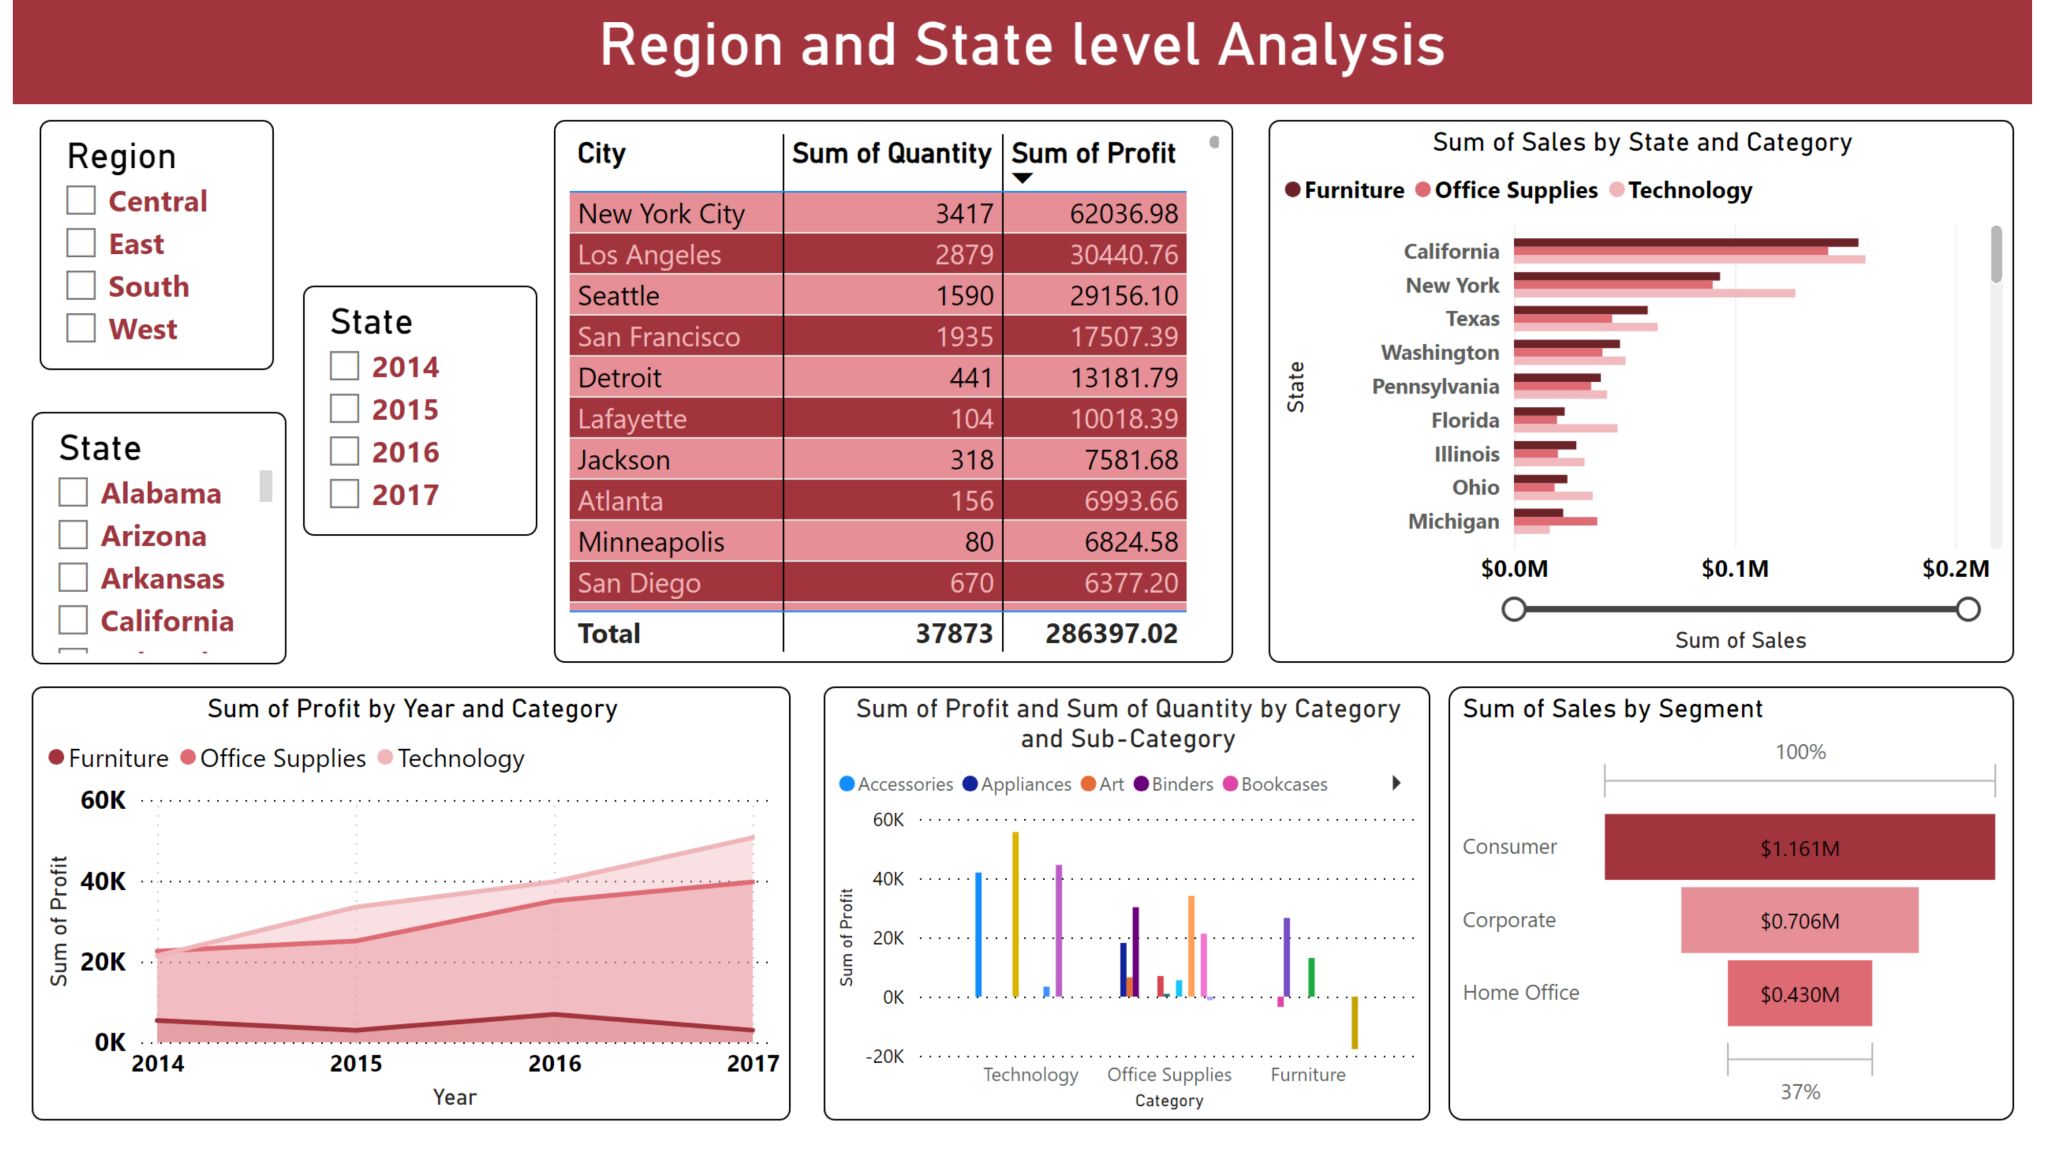 Region and State level Analysis
Region
Central
East
South
West
State
Alabama
Arizona
Arkansas
California
State
2014
2015
2016
2017
City Sum of Quantity Sum of Profit
New York City 3417 62036.98
Los Angeles 2879 30440.76
Seattle 1590 29156.10
San Francisco 1935 17507.39
Detroit 441 13181.79
Lafayette 104 10018.39
Jackson 318 7581.68
Atlanta 156 6993.66
Minneapolis 80 6824.58
San Diego 670 6377.20
Total 37873 286397.02
Sum of Sales by State and Category
Furniture Office Supplies Technology
State
California
New York
Texas
Washington
Pennsylvania
Florida
Illinois
Ohio
Michigan
$0.0M $0.1M $0.2M
Sum of Sales
Sum of Profit by Year and Category
Furniture Office Supplies Technology
Sum of Profit
60K
40K
20K
0K
2014 2015 2016 2017
Year
Sum of Profit and Sum of Quantity by Category
and Sub-Category
Accessories Appliances Art Binders Bookcases
Sum of Profit
60K
40K
20K
0K
-20K
Technology Office Supplies Furniture
Category
Sum of Sales by Segment
100%
Consumer $1.161M
Corporate $0.706M
Home Office $0.430M
37%